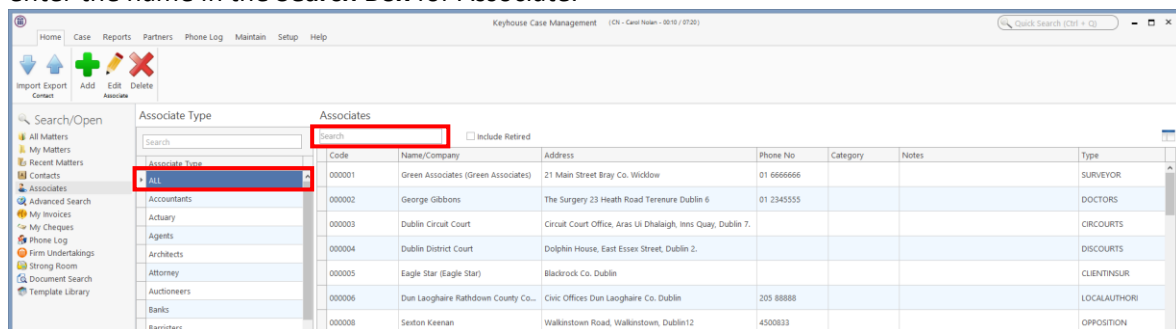 enter the name in the Search Box for Associate.
Keyhouse Case Management (CN - Carol Nolan - 0010 / 0720)
Quick Search (Ctrl + Q)
Home Case Reports Partners Phone Log Maintain Setup Help
Import Export Add Edit Delete
Contact Associate
Search/Open
All Matters
My Matters
Recent Matters
Contacts
Associates
Advanced Search
My Invoices
My Cheques
Phone Log
Firm Undertakings
Strong Room
Document Search
Template Library
Associate Type
Search
Associate Type
ALL
Accountants
Actuary
Agents
Architects
Attorney
Auctioneers
Banks
Barristers
Associates
Search Include Retired
Code Name/Company Address Phone No Category Notes Type
000001 Green Associates (Green Associates) 21 Main Street Bray Co. Wicklow 01 6666666 SURVEYOR
000002 George Gibbons The Surgery 23 Heath Road Terenure Dublin 6 01 2345555 DOCTORS
000003 Dublin Circuit Court Circuit Court Office, Aras Ui Dhalaigh, Inns Quay, Dublin 7. CIRCOURTS
000004 Dublin District Court Dolphin House, East Essex Street, Dublin 2. DISCOURTS
000005 Eagle Star (Eagle Star) Blackrock Co. Dublin CLIENTINSUR
000006 Dun Laoghaire Rathdown County Co... Civic Offices Dun Laoghaire Co. Dublin 205 88888 LOCALAUTHORI
000008 Sexton Keenan Walkinstown Road, Walkinstown, Dublin12 4500833 OPPOSITION